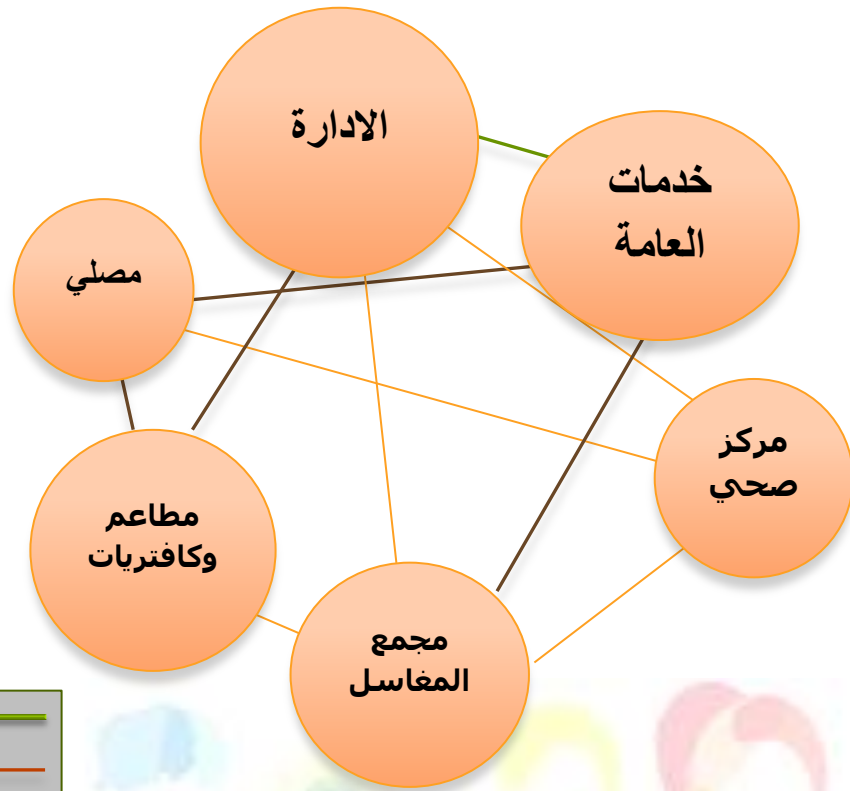 الادارة
خدمات
العامة
مصلي
مركز
صحي
مطاعم
وكافتريات
مجمع
المغاسل